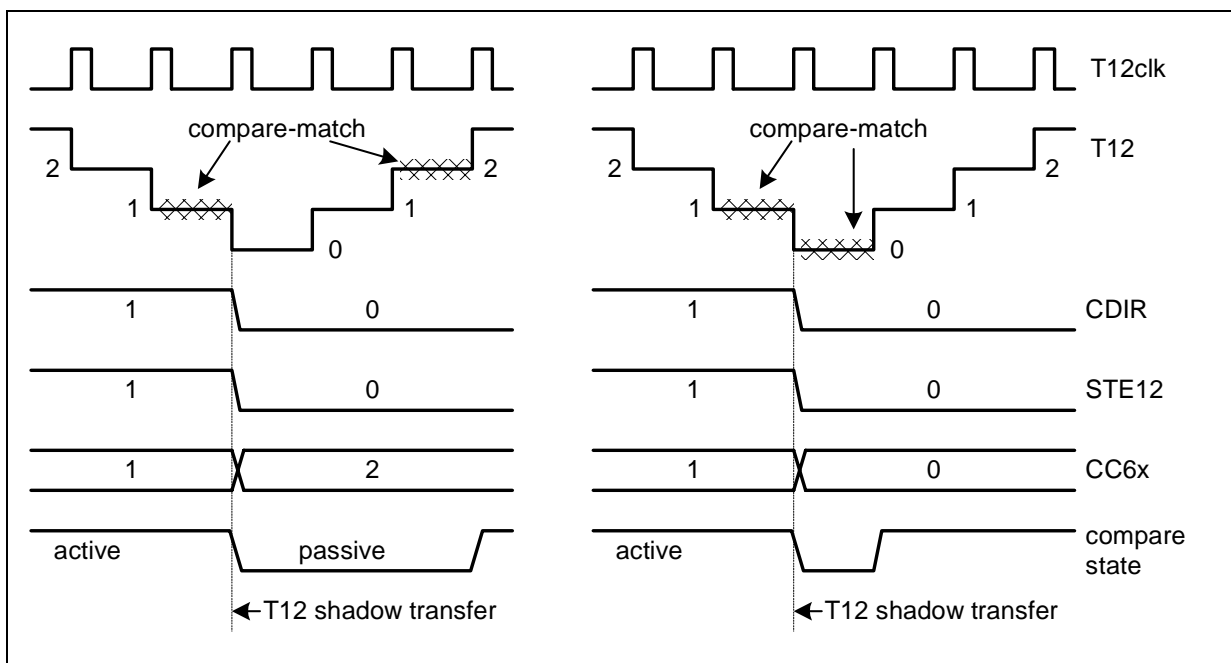 T12clk
compare-match
compare-match
T12
2
2
2
2
1
1
1
1
0
0
1
0
1
0
CDIR
1
0
1
0
STE12
1
2
1
0
CC6x
active
passive
active
compare
state
T12 shadow transfer
T12 shadow transfer